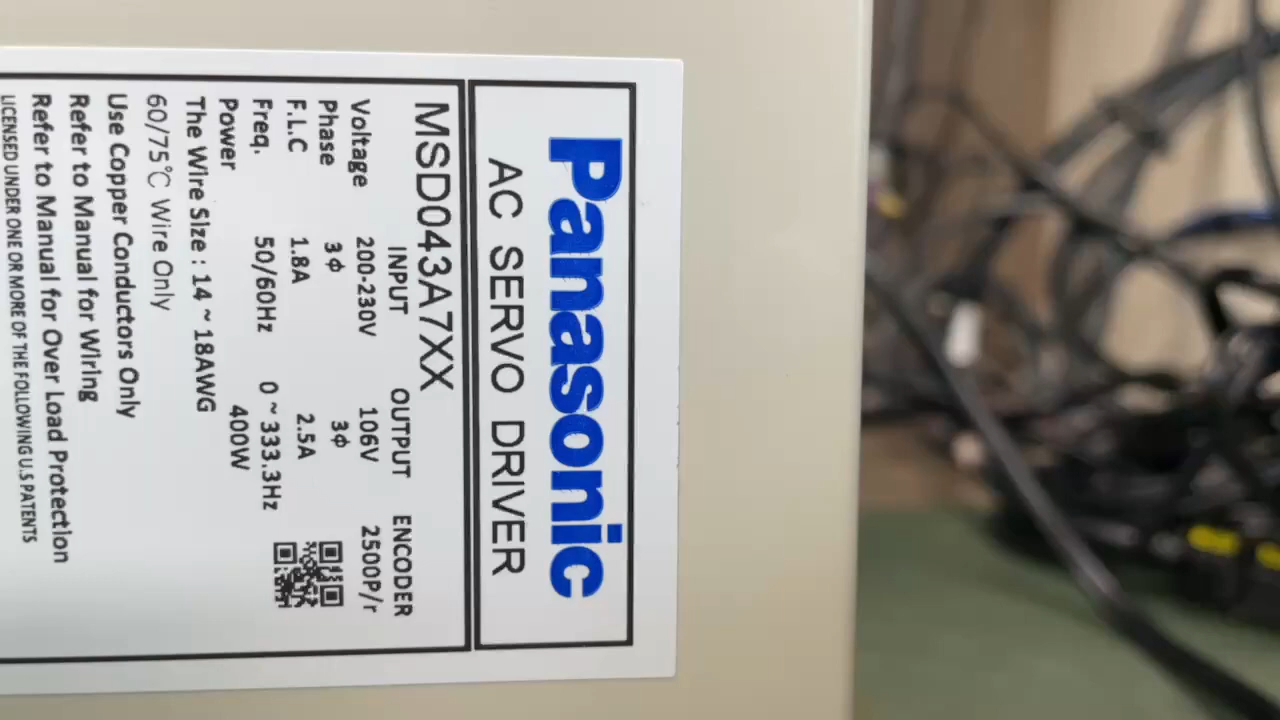 Panasonic
AC SERVO DRIVER
MSD043A7XX
INPUT OUTPUT ENCODER
Voltage 200-230V 106V 2500P/r
Phase 3ϕ 3ϕ
F.L.C 1.8A 2.5A
Freq. 50/60Hz 0~333.3Hz
Power 400W
The Wire Size : 14 ~ 18AWG
60/75℃ Wire Only
Use Copper Conductors Only
Refer to Manual for Wiring
Refer to Manual for Over Load Protection
LICENSED UNDER ONE OR MORE OF THE FOLLOWING U.S PATENTS